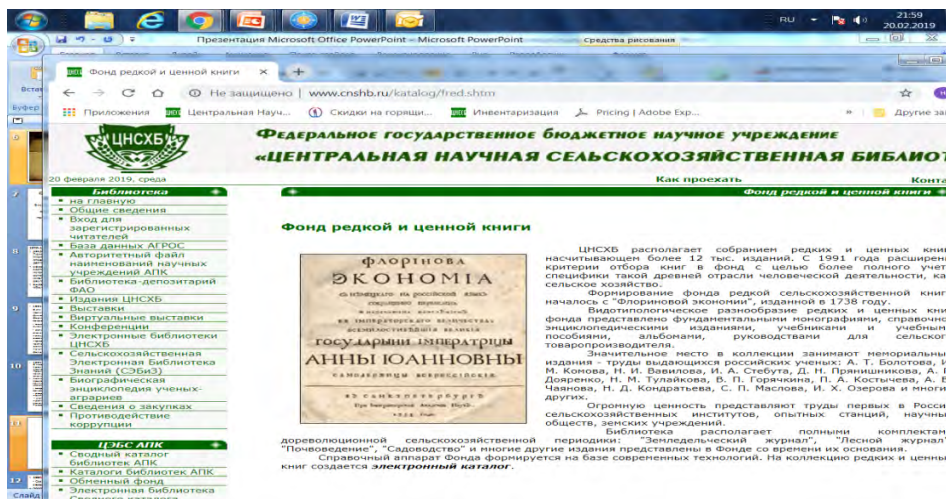 RU
21:59
20.02.2019
Презентация Microsoft Office PowerPoint - Microsoft PowerPoint
Средства рисования
Фонд редкой и ценной книги
Не защищено | www.cnshb.ru/katalog/fred.shtm
Приложения
Центральная Науч...
Скидки на горящи...
Инвентаризация
Pricing | Adobe Exp...
Другие за
ЦНСХБ
Федеральное государственное бюджетное научное учреждение
«ЦЕНТРАЛЬНАЯ НАУЧНАЯ СЕЛЬСКОХОЗЯЙСТВЕННАЯ БИБЛИОТ
20 февраля 2019, среда
Как проехать
Конта
Библиотека
на главную
Общие сведения
Вход для
зарегистрированных
читателей
База данных АГРОС
Авторитетный файл
наименований научных
учреждений АПК
Библиотека-депозитарий
ФАО
Издания ЦНСХБ
Выставки
Виртуальные выставки
Конференции
Электронные библиотеки
ЦНСХБ
Сельскохозяйственная
Электронная Библиотека
Знаний (СЭБиЗ)
Биографическая
энциклопедия ученых-
аграриев
Сведения о закупках
Противодействие
коррупции
ЦЭБС АПК
Сводный каталог
библиотек АПК
Каталоги библиотек АПК
Обменный фонд
Электронная библиотека
Сводного каталога
Фонд редкой и ценной книги
Фонд редкой и ценной книги
ФЛОРІНОВА
ЭКОНОМІА
ГОСУДАРЫНИ ІМПЕРАТРИЦЫ
АННЫ ІОАННОВНЫ
ЦНСХБ располагает собранием редких и ценных книг
насчитывающем более 12 тыс. изданий. С 1991 года расширен
критерии отбора книг в фонд с целью более полного учет
специфики такой древней отрасли человеческой деятельности, ка
сельское хозяйство.
Формирование фонда редкой сельскохозяйственной книг
началось с "Флориновой экономии", изданной в 1738 году.
Видотипологическое разнообразие редких и ценных кни
фонда представлено фундаментальными монографиями, справочно
энциклопедическими изданиями, учебниками и учебным
пособиями, альбомами, руководствами для сельског
товаропроизводителя.
Значительное место в коллекции занимают мемориальны
издания - труды выдающихся российских ученых: А. Т. Болотова, И
М. Комова, Н. И. Вавилова, И. А. Стебута, Д. Н. Прянишникова, А. Г
Дояренко, Н. М. Тулайкова, В. П. Горячкина, П. А. Костычева, А. 
Чаянова, Н. Д. Кондратьева, С. П. Маслова, И. Х. Озерова и многи
других.
Огромную ценность представляют труды первых в Росси
сельскохозяйственных институтов, опытных станций, научны
обществ, земских учреждений.
Библиотека располагает полными комплектам
дореволюционной сельскохозяйственной периодики: "Земледельческий журнал", "Лесной журнал"
"Почвоведение", "Садоводство" и многие другие издания представлены в Фонде со времени их основания.
Справочный аппарат Фонда формируется на базе современных технологий. На коллекцию редких и ценны
книг создается электронный каталог.